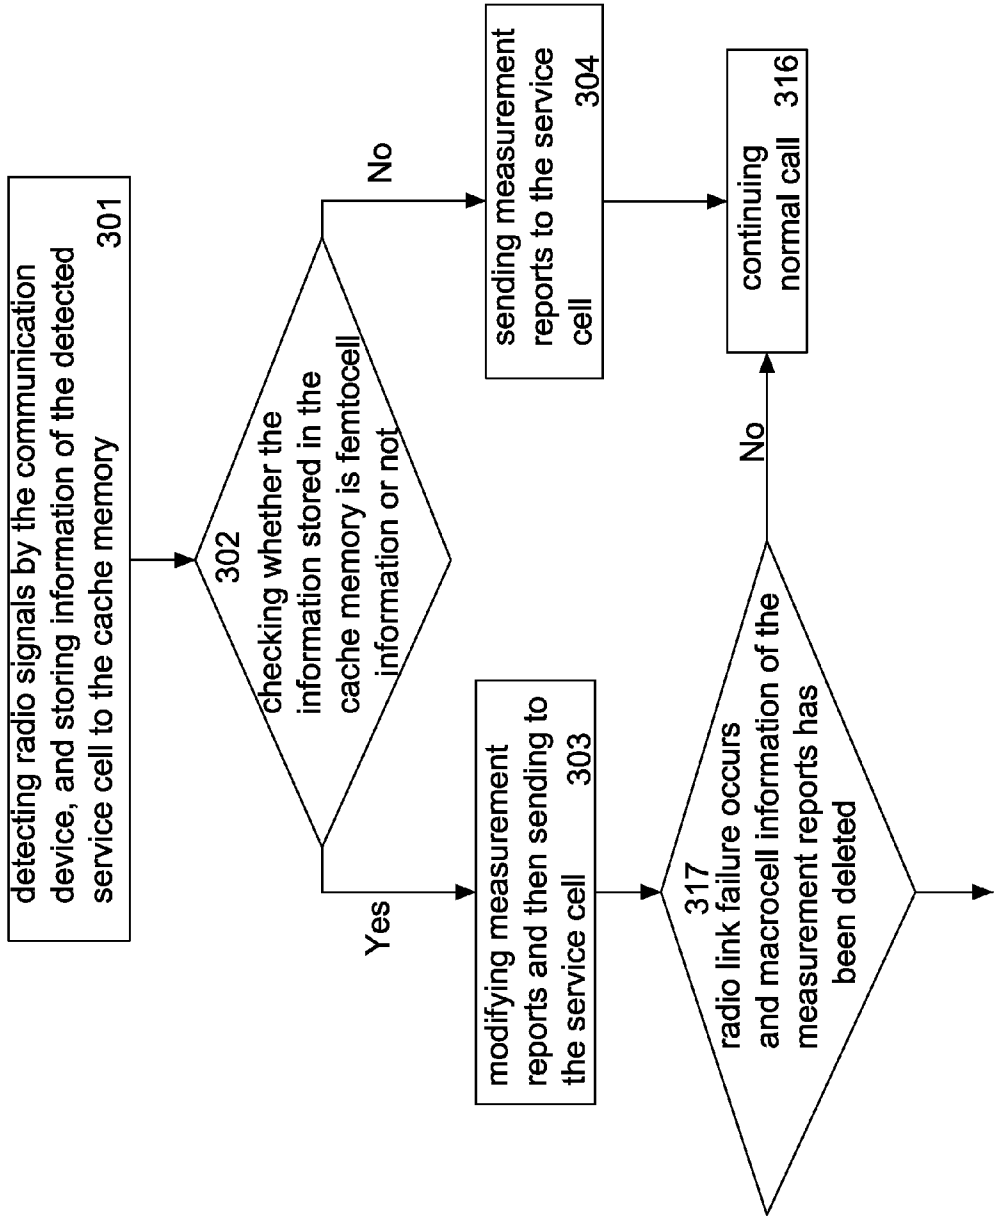 detecting radio signals by the communication
device, and storing information of the detected
service cell to the cache memory
301
302
checking whether the
information stored in the
cache memory is femtocell
information or not
Yes
No
modifying measurement
reports and then sending to
the service cell
303
sending measurement
reports to the service
cell
304
317
radio link failure occurs
and macrocell information of the
measurement reports has
been deleted
No
continuing
normal call
316